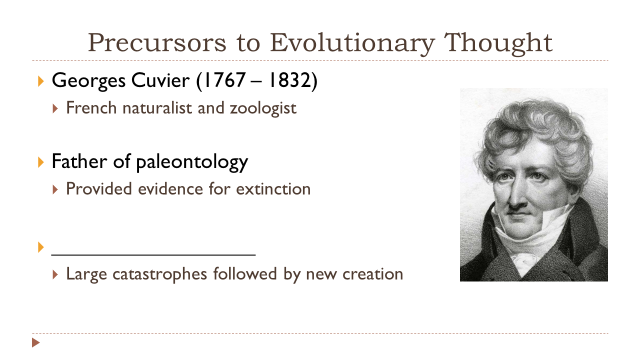 Precursors to Evolutionary Thought
Georges Cuvier (1767 – 1832)
French naturalist and zoologist
Father of paleontology
Provided evidence for extinction
____________________
Large catastrophes followed by new creation